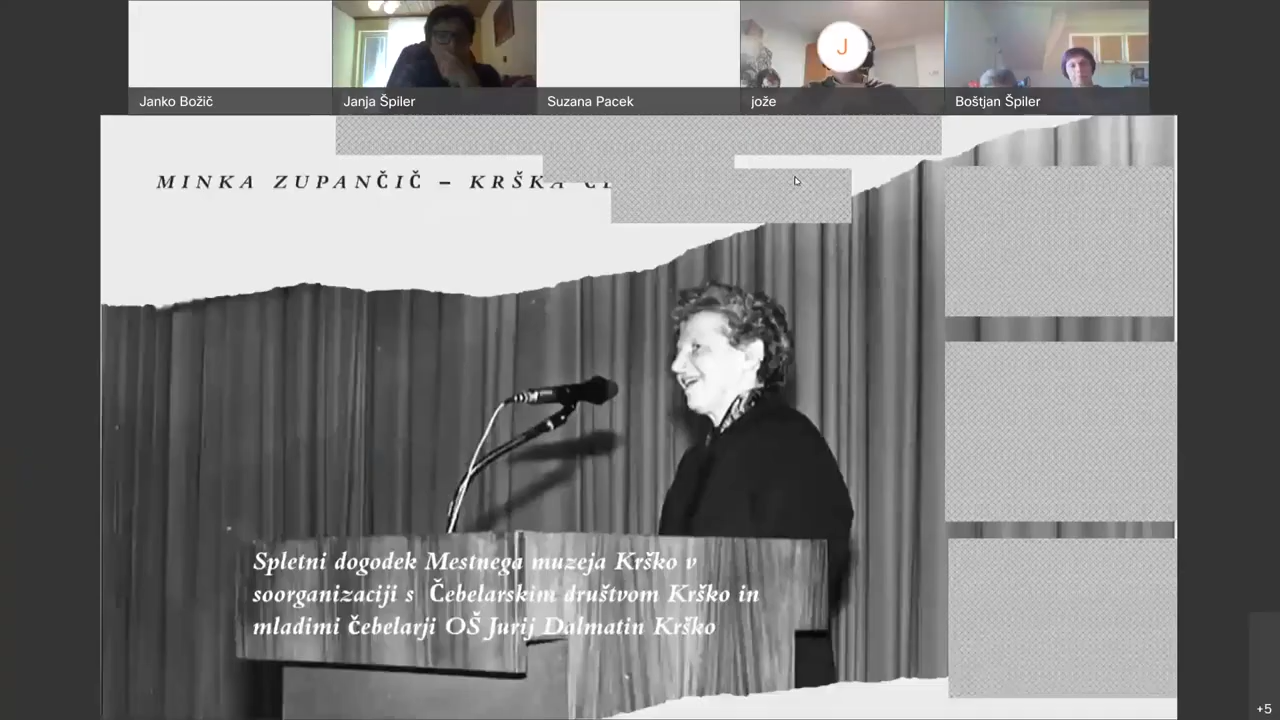 Janko Božič
Janja Špiler
Suzana Pacek
J
jože
Boštjan Špiler
MINKA ZUPANČIČ – KRŠKA
Spletni dogodek Mestnega muzeja Krško v
soorganizaciji s Čebelarskim društvom Krško in
mladimi čebelarji OŠ Jurij Dalmatin Krško
+5